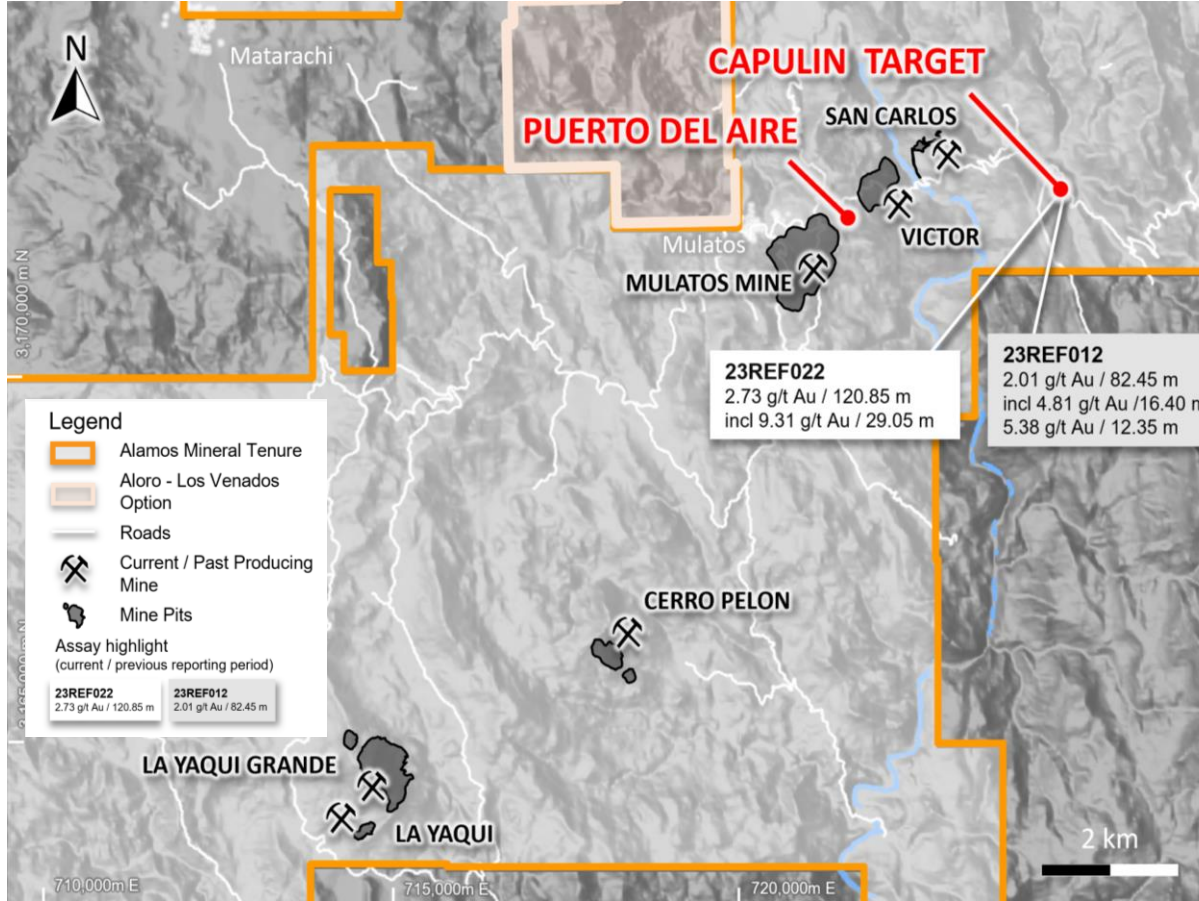 N
Matarachi
CAPULIN TARGET
SAN CARLOS
PUERTO DEL AIRE
VICTOR
Mulatos
MULATOS MINE
3,170,000m N
23REF022
2.73 g/t Au / 120.85 m
incl 9.31 g/t Au / 29.05 m
23REF012
2.01 g/t Au / 82.45 m
incl 4.81 g/t Au /16.40 m
5.38 g/t Au / 12.35 m
Legend
Alamos Mineral Tenure
Aloro - Los Venados
Option
Roads
Current / Past Producing
Mine
Mine Pits
Assay highlight
(current / previous reporting period)
23REF022
2.73 g/t Au / 120.85 m
23REF012
2.01 g/t Au / 82.45 m
CERRO PELON
LA YAQUI GRANDE
LA YAQUI
2 km
710,000m E
715,000m E
720,000m E